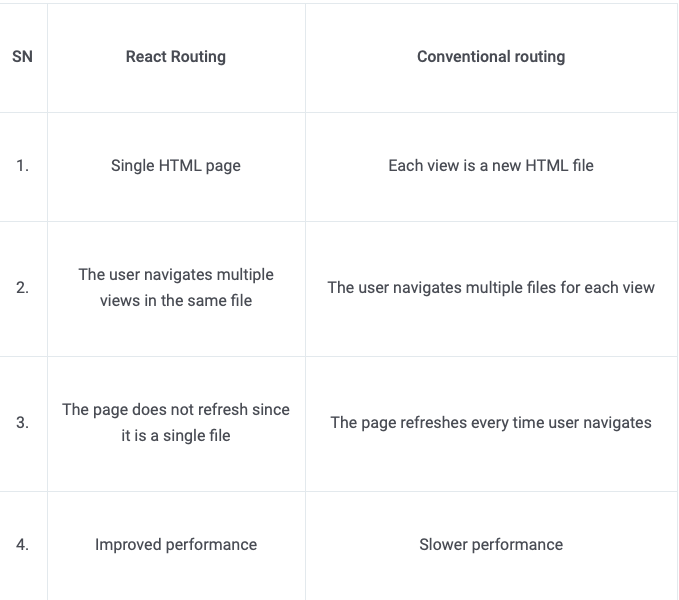 SN React Routing Conventional routing
1. Single HTML page Each view is a new HTML file
The user navigates multiple
2. views in the same file The user navigates multiple files for each view
The page does not refresh since
3. it is a single file The page refreshes every time user navigates
4. Improved performance Slower performance